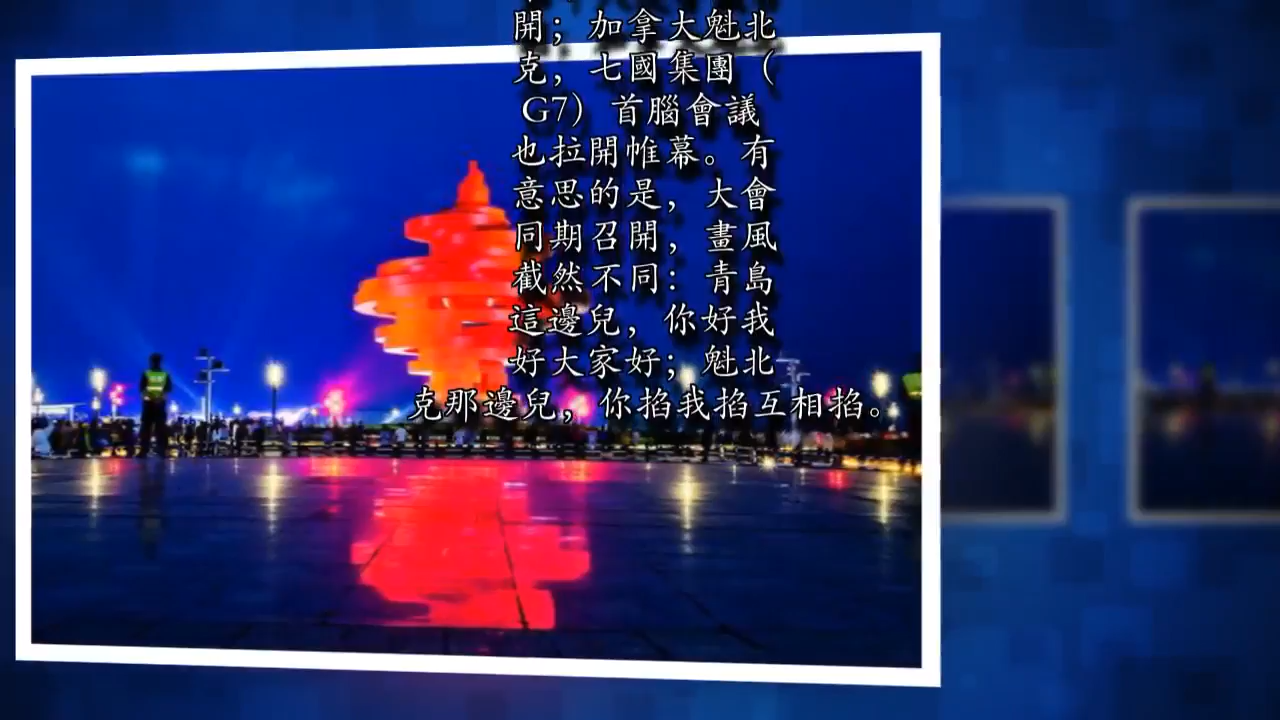 開；加拿大魁北
克，七國集團（
G7）首腦會議
也拉開帷幕。有
意思的是，大會
同期召開，畫風
截然不同：青島
這邊兒，你好我
好大家好；魁北
克那邊兒，你掐我掐互相掐。